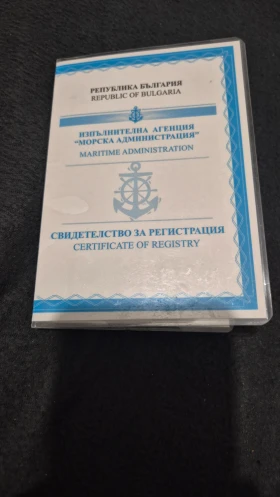 РЕПУБЛИКА БЪЛГАРИЯ
REPUBLIC OF BULGARIA
ИЗПЪЛНИТЕЛНА АГЕНЦИЯ
"МОРСКА АДМИНИСТРАЦИЯ"
MARITIME ADMINISTRATION
СВИДЕТЕЛСТВО ЗА РЕГИСТРАЦИЯ
CERTIFICATE OF REGISTRY